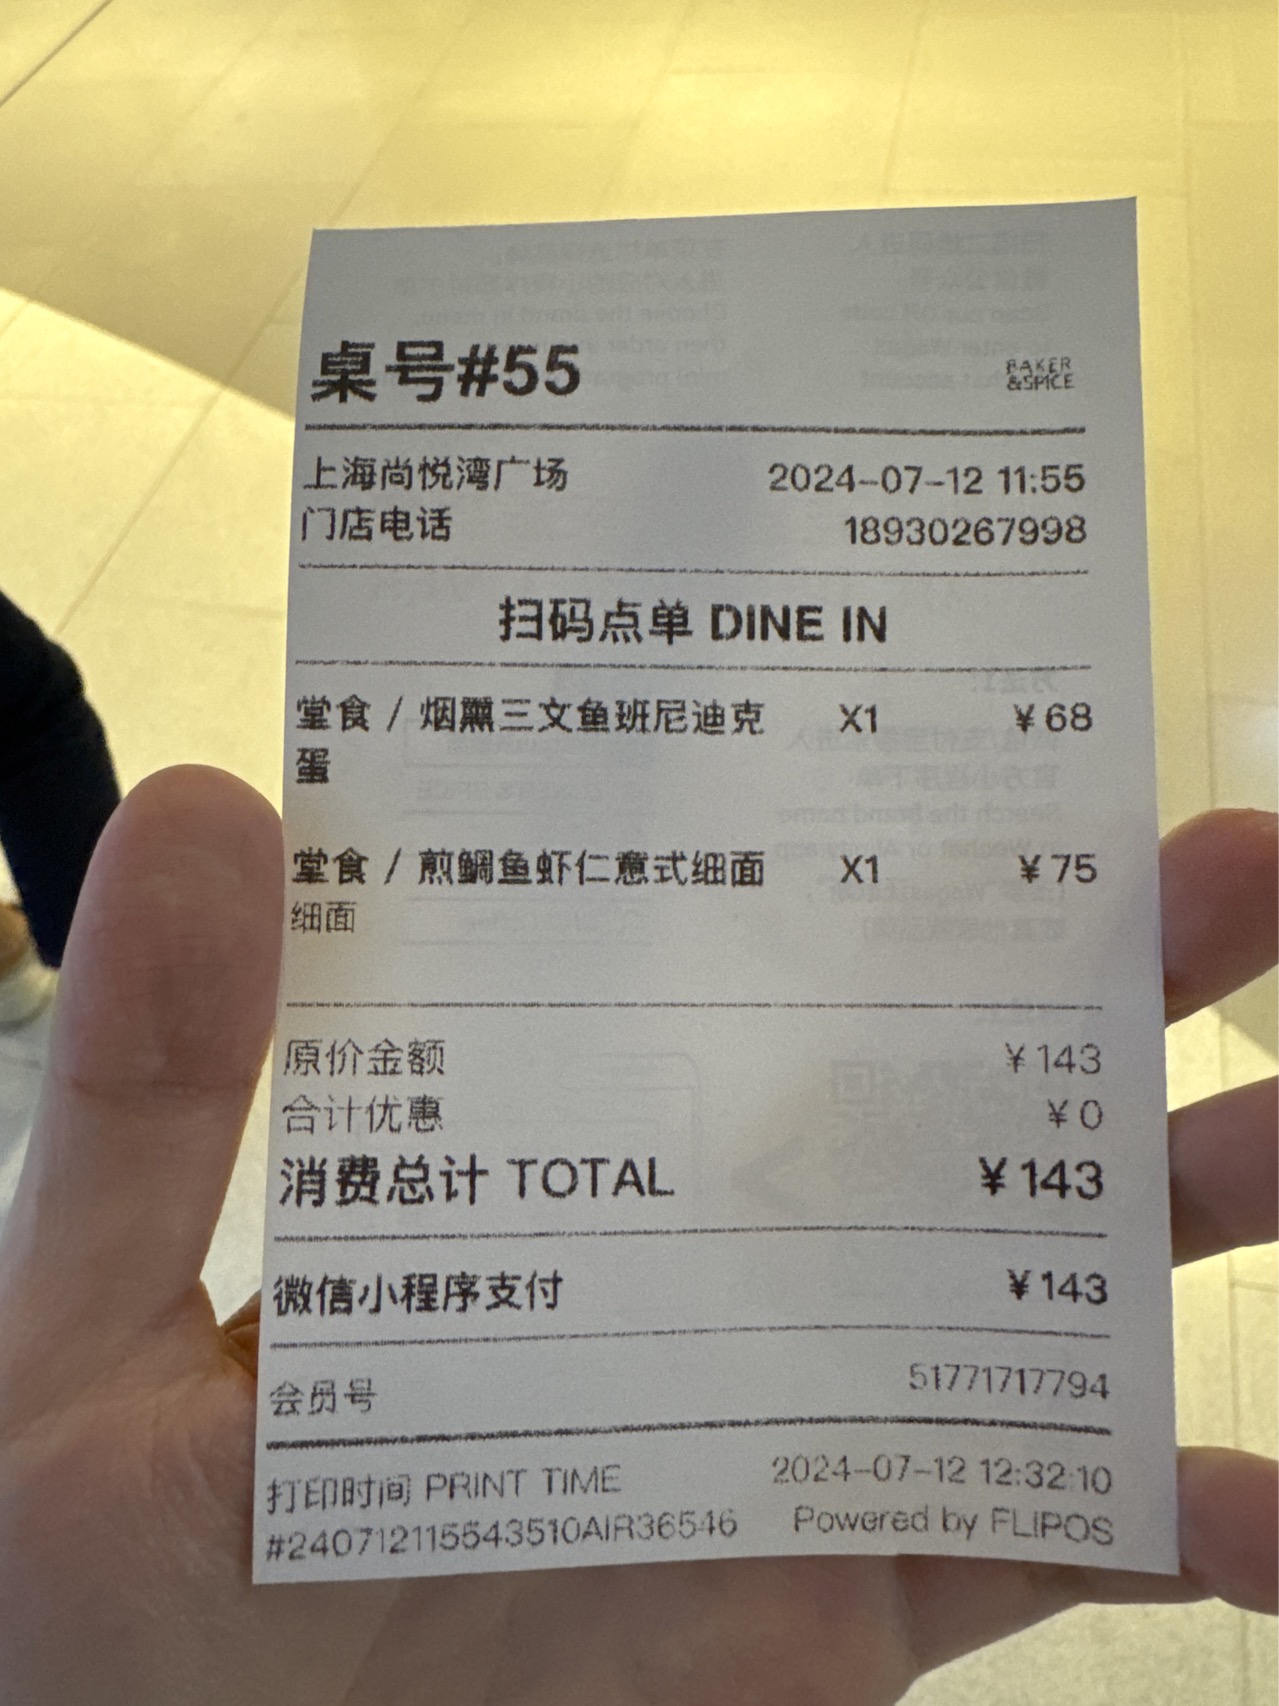 桌号#55
BAKER
&SPICE
上海尚悦湾广场 2024-07-12 11:55
门店电话 18930267998
扫码点单 DINE IN
堂食 / 烟熏三文鱼班尼迪克 X1 ¥68
蛋
堂食 / 煎鲷鱼虾仁意式细面 X1 ¥75
细面
原价金额 ¥143
合计优惠 ¥0
消费总计 TOTAL ¥143
微信小程序支付 ¥143
会员号 51771717794
打印时间 PRINT TIME 2024-07-12 12:32:10
#240712115543510AIR36546 Powered by FLIPOS